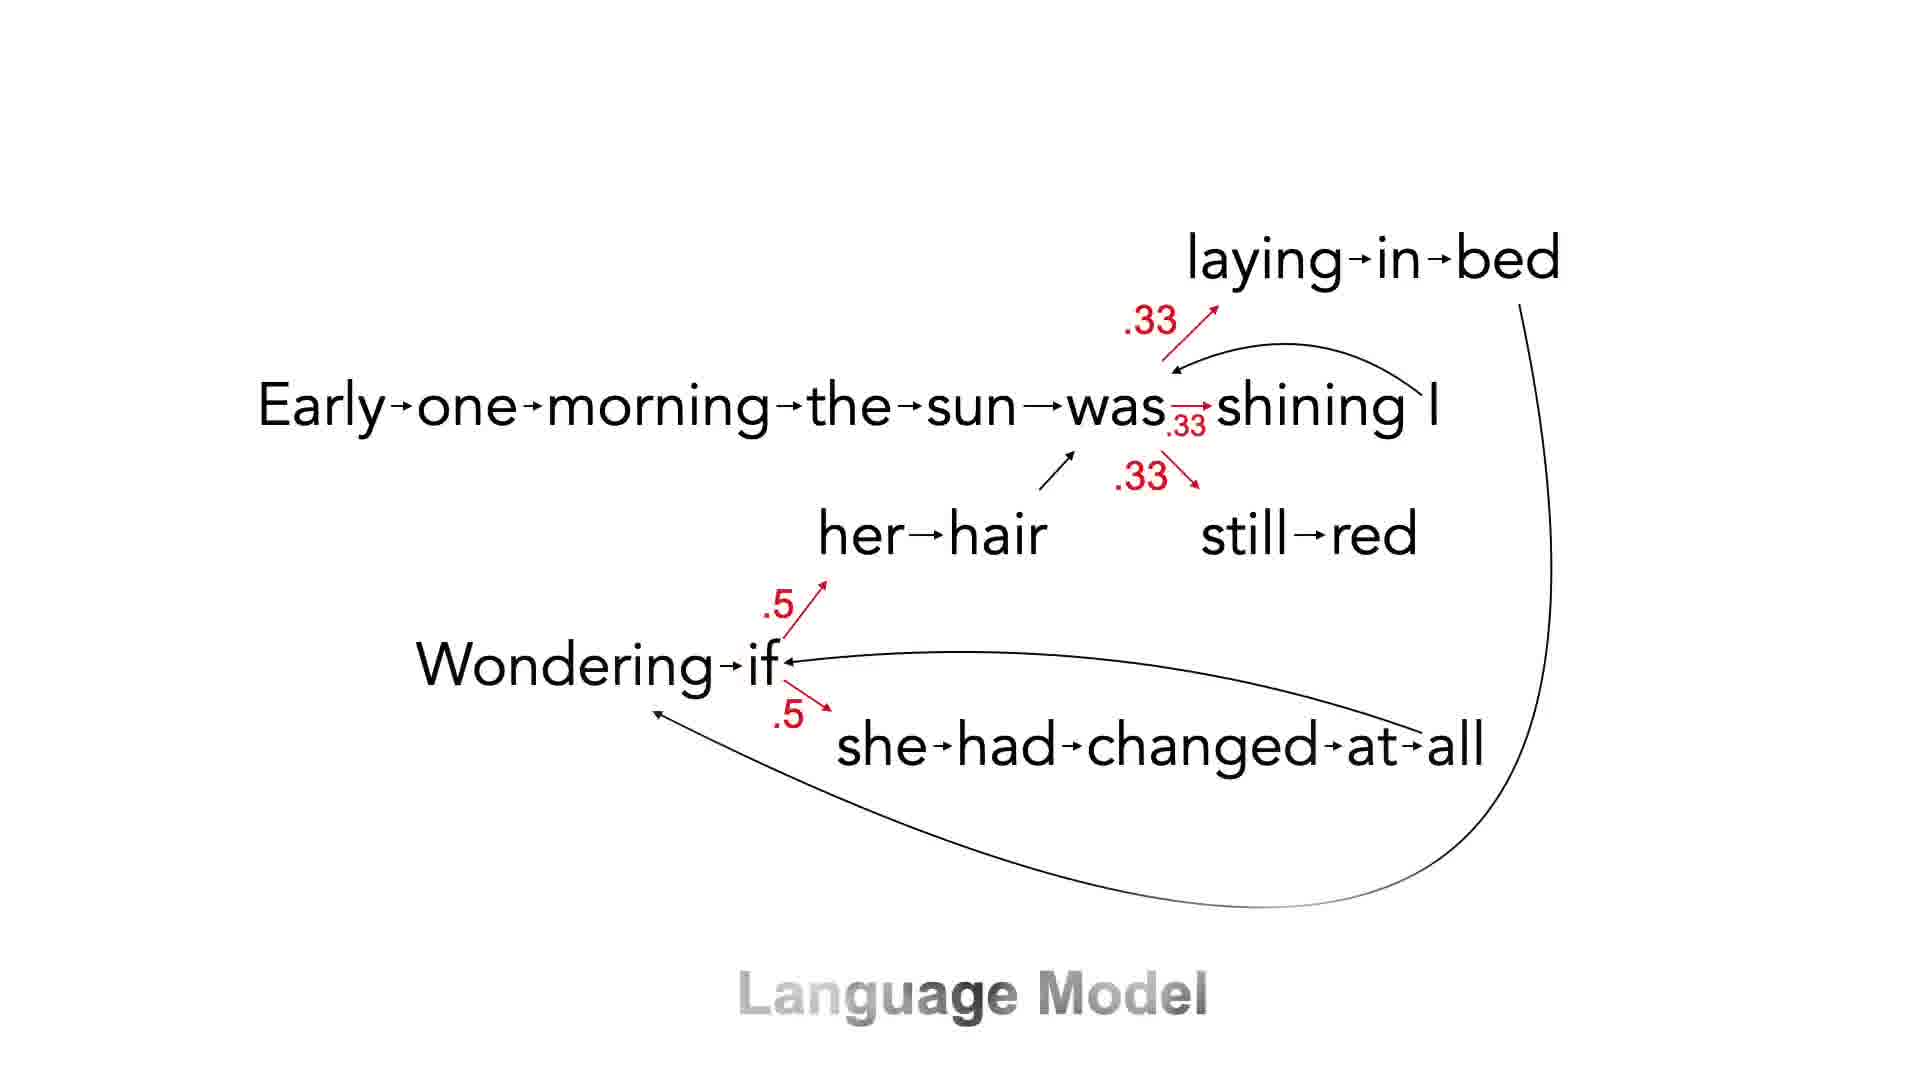 laying→in→bed
.33
Early→one→morning→the→sun→was→shining I
.33
.33
her→hair
still→red
.5
Wondering→if
.5
she→had→changed→at→all
Language Model